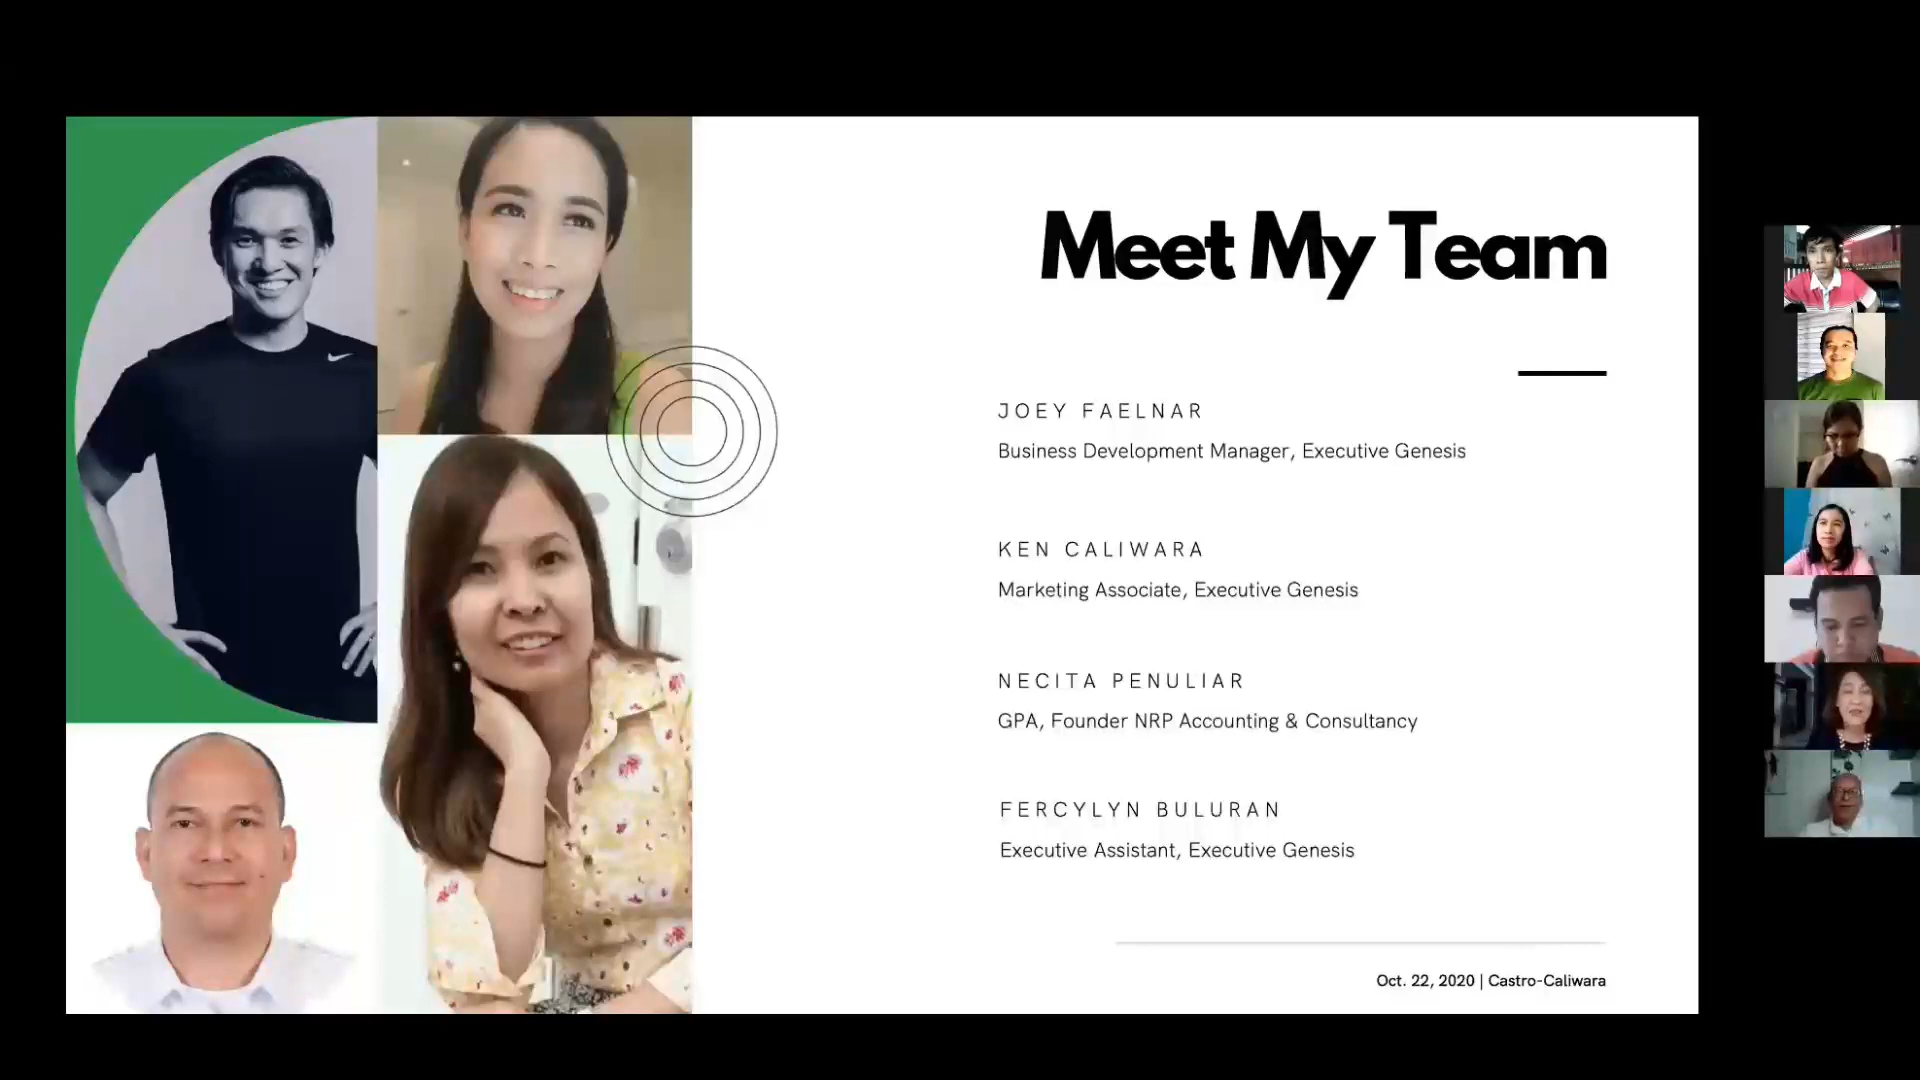 Meet My Team
JOEY FAELNAR
Business Development Manager, Executive Genesis
KEN CALIWARA
Marketing Associate, Executive Genesis
NECITA PENULIAR
GPA, Founder NRP Accounting & Consultancy
FERCYLYN BULURAN
Executive Assistant, Executive Genesis
Oct. 22, 2020 | Castro-Caliwara